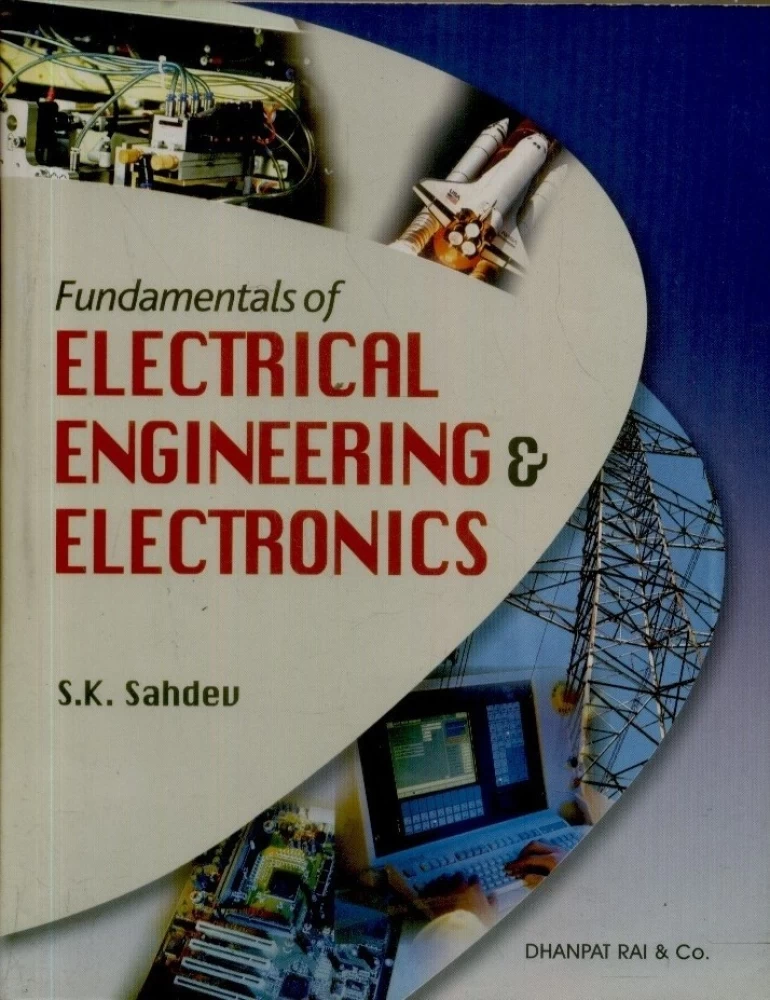 Fundamentals of
ELECTRICAL
ENGINEERING &
ELECTRONICS
S.K. Sahdev
DHANPAT RAI & Co.